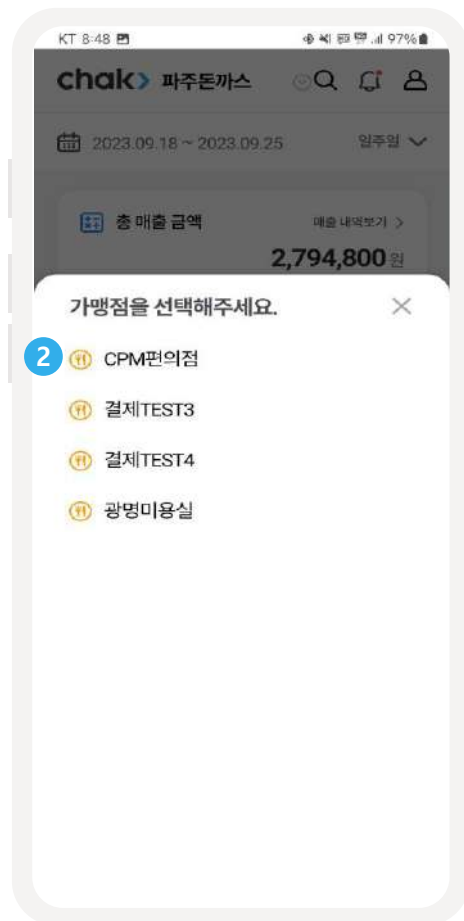 KT 8:48 97%
chak 파주돈까스
2023.09.18 ~ 2023.09.25 일주일
총 매출 금액 매출 내역보기 >
2,794,800 원
가맹점을 선택해주세요.
2 CPM편의점
결제TEST3
결제TEST4
광명미용실